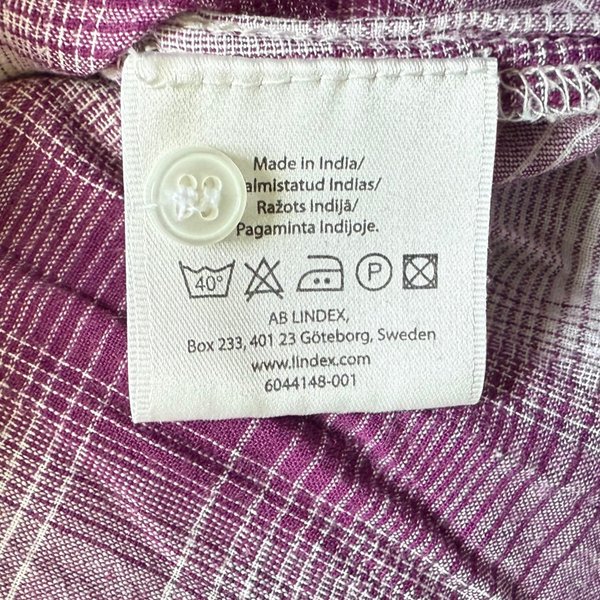 Made in India/
Indias/
Ražots Indijā/
Pagaminta Indijoje.
40° P
AB LINDEX,
Box 233, 401 23 Göteborg, Sweden
www.lindex.com
6044148-001